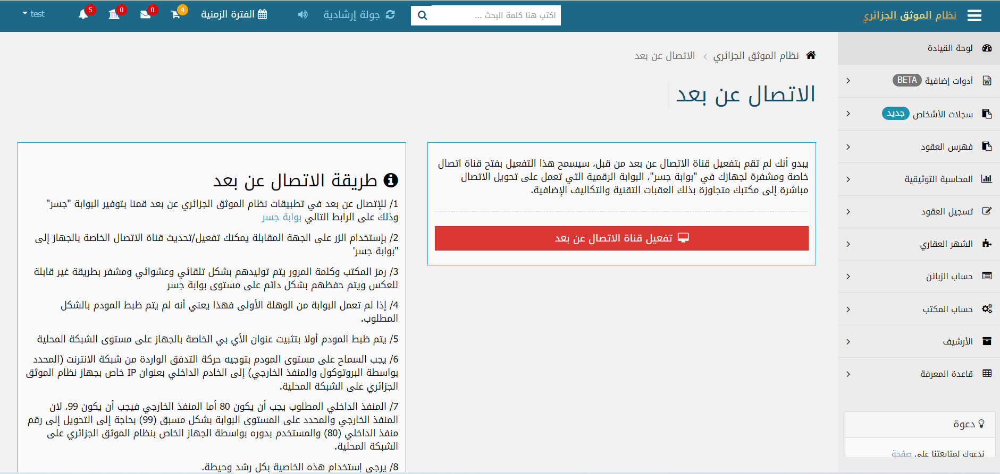 نظام الموثق الجزائري
اكتب هنا كلمة البحث ...
جولة إرشادية
الفترة الزمنية
4
0
0
5
test
لوحة القيادة
أدوات إضافية BETA
سجلات الأشخاص جديد
فهرس العقود
المحاسبة التوثيقية
تسجيل العقود
الشهر العقاري
حساب الزبائن
حساب المكتب
الأرشيف
قاعدة المعرفة
دعوة
ندعوك لمتابعتنا على صفحة
نظام الموثق الجزائري > الاتصال عن بعد
الاتصال عن بعد
يبدو أنك لم تقم بتفعيل قناة الاتصال عن بعد من قبل، سيسمح هذا التفعيل بفتح قناة اتصال
خاصة ومشفرة لجهازك في "بوابة جسر"، البوابة الرقمية التي تعمل على تحويل الاتصال
مباشرة إلى مكتبك متجاوزة بذلك العقبات التقنية والتكاليف الإضافية.
تفعيل قناة الاتصال عن بعد
طريقة الاتصال عن بعد
1/ للإتصال عن بعد في تطبيقات نظام الموثق الجزائري عن بعد قمنا بتوفير البوابة "جسر"
وذلك على الرابط التالي بوابة جسر
2/ بإستخدام الزر على الجهة المقابلة يمكنك تفعيل/تحديث قناة الاتصال الخاصة بالجهاز إلى
"بوابة جسر'
3/ رمز المكتب وكلمة المرور يتم توليدهم بشكل تلقائي وعشوائي ومشفر بطريقة غير قابلة
للعكس ويتم حفظهم بشكل دائم على مستوى بوابة جسر
4/ إذا لم تعمل البوابة من الوهلة الأولى فهذا يعني أنه لم يتم ظبط المودم بالشكل
المطلوب.
5/ يتم ظبط المودم أولا بتثبيت عنوان الأي بي الخاصة بالجهاز على مستوى الشبكة المحلية
6/ يجب السماح على مستوى المودم بتوجيه حركة التدفق الواردة من شبكة الانترنت (المحدد
بواسطة البروتوكول والمنفذ الخارجي) إلى الخادم الداخلي بعنوان IP خاص بجهاز نظام الموثق
الجزائري على الشبكة المحلية.
7/ المنفذ الداخلي المطلوب يجب أن يكون 80 أما المنفذ الخارجي فيجب أن يكون 99، لان
المنفذ الخارجي والمحدد على المستوى البوابة بشكل مسبق (99) بحاجة إلى التحويل إلى رقم
منفذ الداخلي (80) والمستخدم بدوره بواسطة الجهاز الخاص بنظام الموثق الجزائري على
الشبكة المحلية.
8/ يرجى إستخدام هذه الخاصية بكل رشد وحيطة.